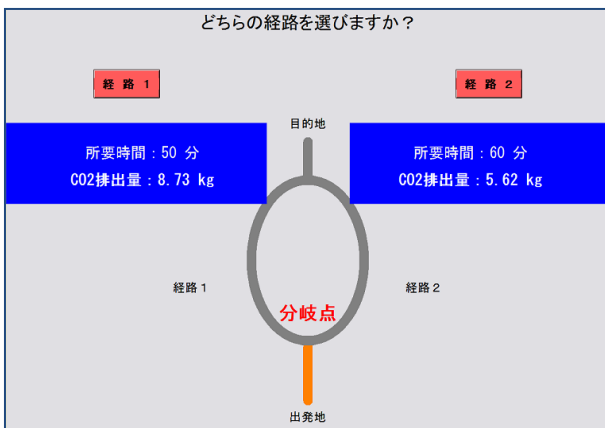 どちらの経路を選びますか？
経 路 1
経 路 2
目的地
所要時間：50 分
CO2排出量：8.73 kg
所要時間：60 分
CO2排出量：5.62 kg
経路１
経路２
分岐点
出発地